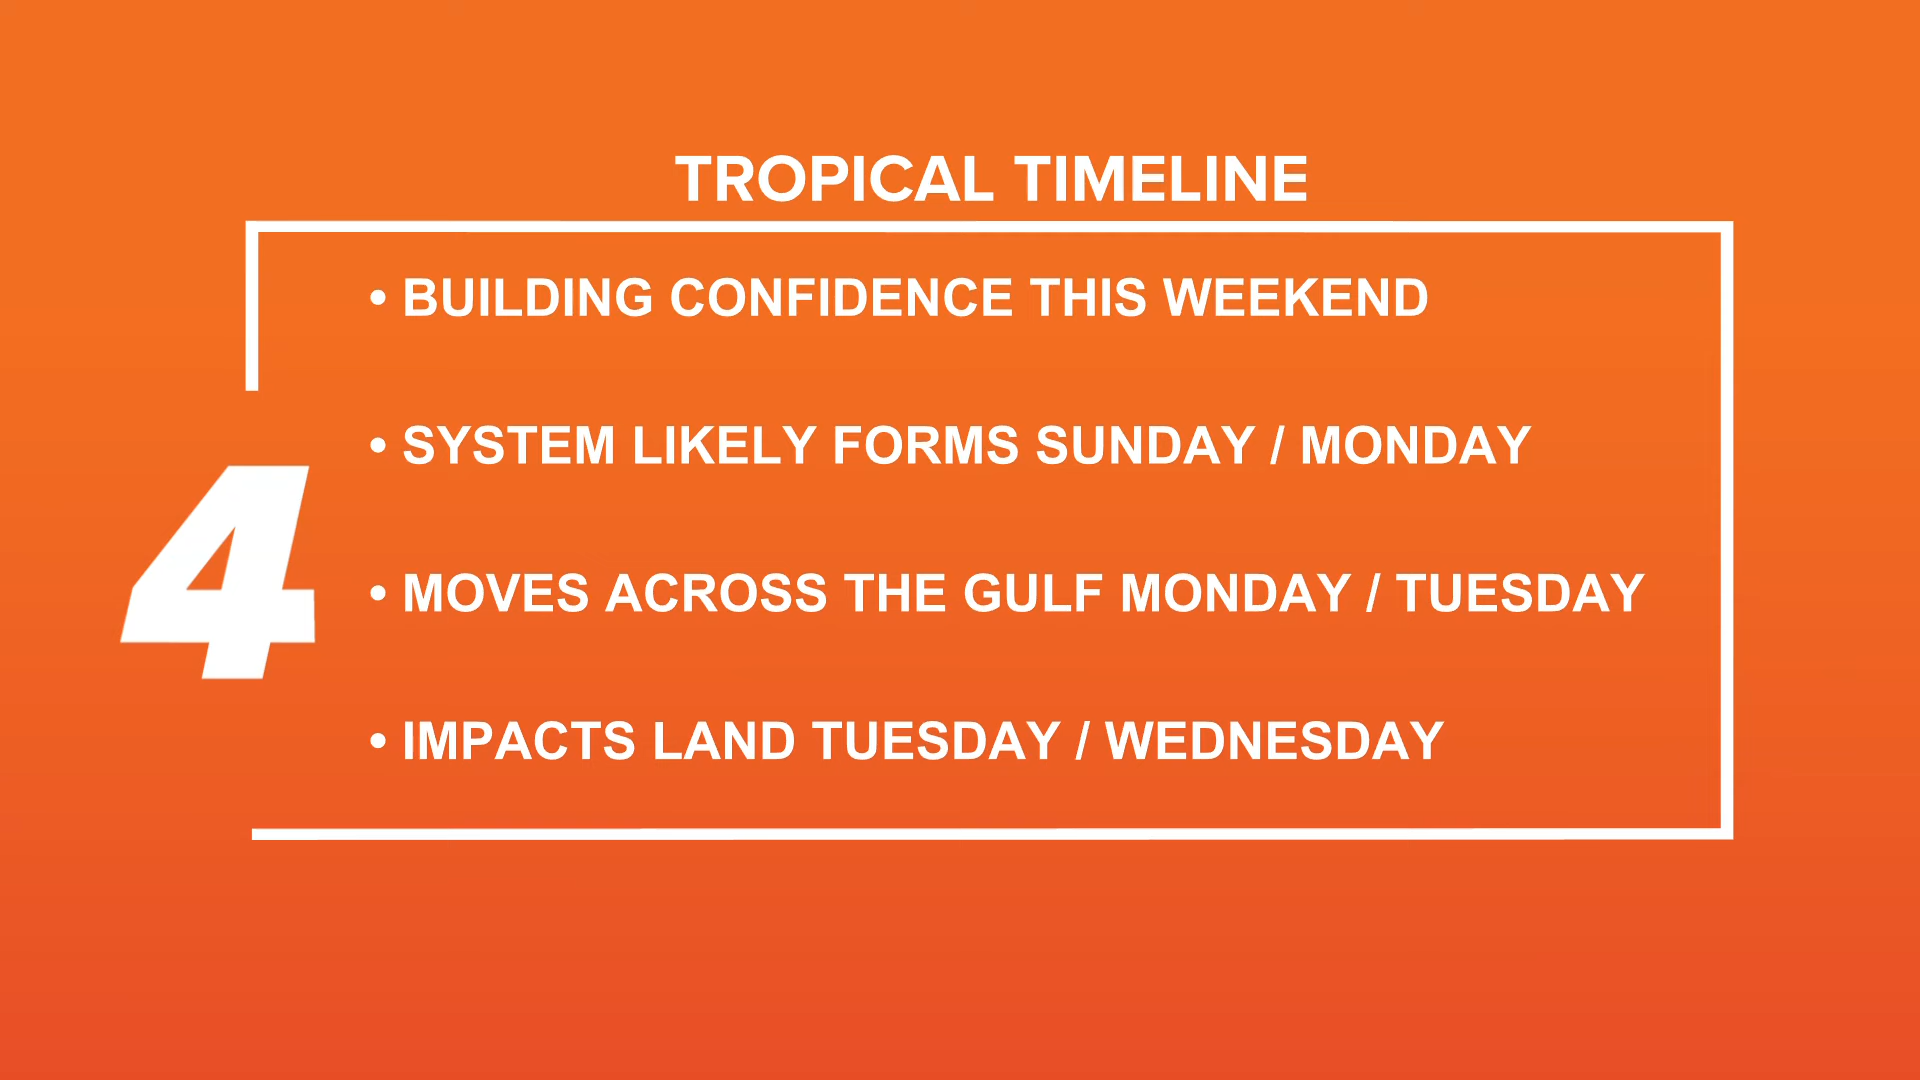 TROPICAL TIMELINE
• BUILDING CONFIDENCE THIS WEEKEND
• SYSTEM LIKELY FORMS SUNDAY / MONDAY
4
• MOVES ACROSS THE GULF MONDAY / TUESDAY
• IMPACTS LAND TUESDAY / WEDNESDAY